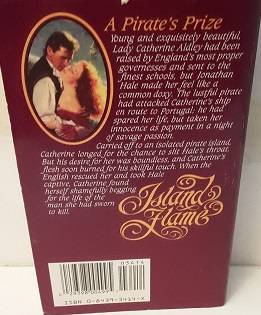 A Pirate's Prize
Young and exquisitely beautiful,
Lady Catherine Aldley had been
raised by England's most proper
governesses and sent to the
finest schools, but Jonathan
Hale made her feel like a
common doxy. The lustful pirate
had attacked Catherine's ship
en route to Portugal; he had
spared her life, but taken her
innocence as payment in a night
of savage passion.
Carried off to an isolated pirate island,
Catherine longed for the chance to slit Hale's throat.
But his desire for her was boundless, and Catherine's
flesh soon burned for his skillful touch. When the
English rescued her and took Hale
captive, Catherine found
herself shamefully begging
for the life of the
man she had sworn
to kill.
Island
Flame
03414
ISBN 0-8439-3414-X